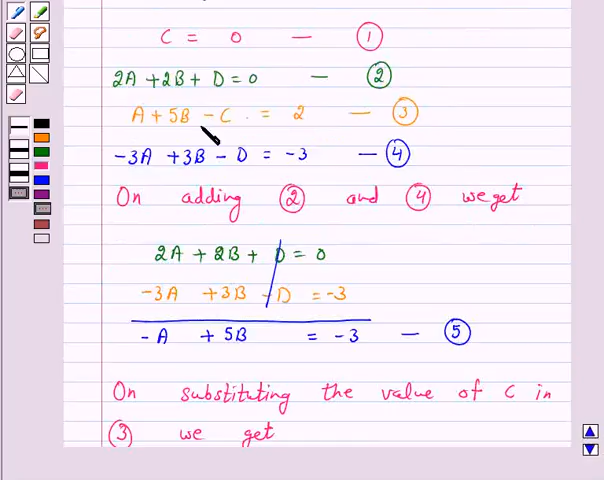 C = 0 — ①
2A + 2B + D = 0 — ②
A + 5B - C = 2 — ③
-3A + 3B - D = -3 — ④
On adding ② and ④ we get
2A + 2B + D = 0
-3A + 3B - D = -3
-A + 5B = -3 — ⑤
On substituting the value of C in
③ we get